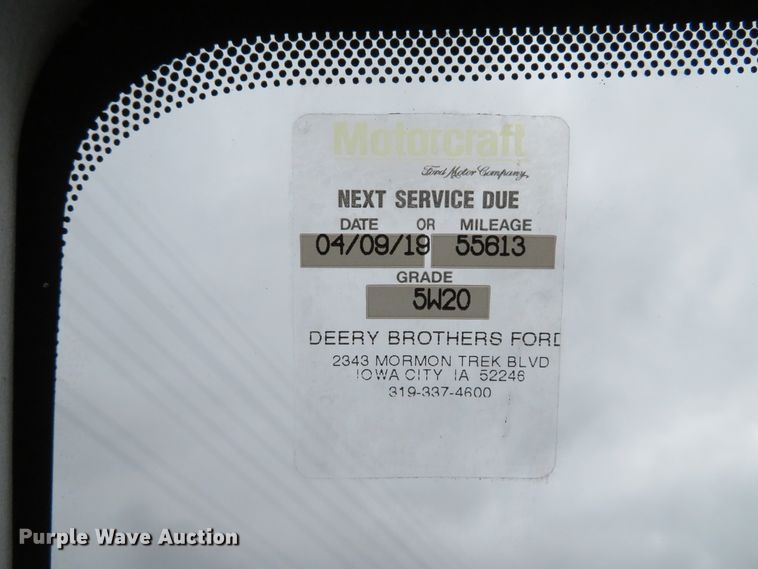 Motorcraft
Ford Motor Company,
NEXT SERVICE DUE
DATE OR MILEAGE
04/09/19 55613
GRADE
5W20
DEERY BROTHERS FORD
2343 MORMON TREK BLVD
IOWA CITY IA 52246
319-337-4600
Purple Wave Auction